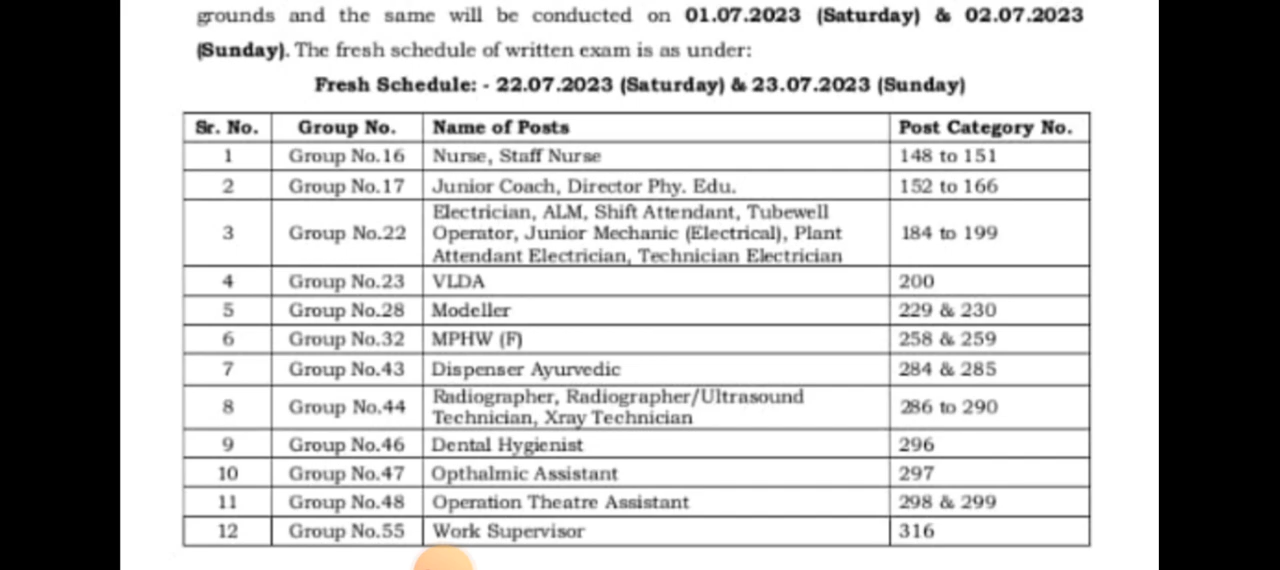 grounds and the same will be conducted on 01.07.2023 (Saturday) & 02.07.2023
(Sunday). The fresh schedule of written exam is as under:
Fresh Schedule: - 22.07.2023 (Saturday) & 23.07.2023 (Sunday)
Sr. No. Group No. Name of Posts Post Category No.
1 Group No.16 Nurse, Staff Nurse 148 to 151
2 Group No.17 Junior Coach, Director Phy. Edu. 152 to 166
3 Group No.22 Electrician, ALM, Shift Attendant, Tubewell
Operator, Junior Mechanic (Electrical), Plant
Attendant Electrician, Technician Electrician 184 to 199
4 Group No.23 VLDA 200
5 Group No.28 Modeller 229 & 230
6 Group No.32 MPHW (F) 258 & 259
7 Group No.43 Dispenser Ayurvedic 284 & 285
8 Group No.44 Radiographer, Radiographer/Ultrasound
Technician, Xray Technician 286 to 290
9 Group No.46 Dental Hygienist 296
10 Group No.47 Opthalmic Assistant 297
11 Group No.48 Operation Theatre Assistant 298 & 299
12 Group No.55 Work Supervisor 316